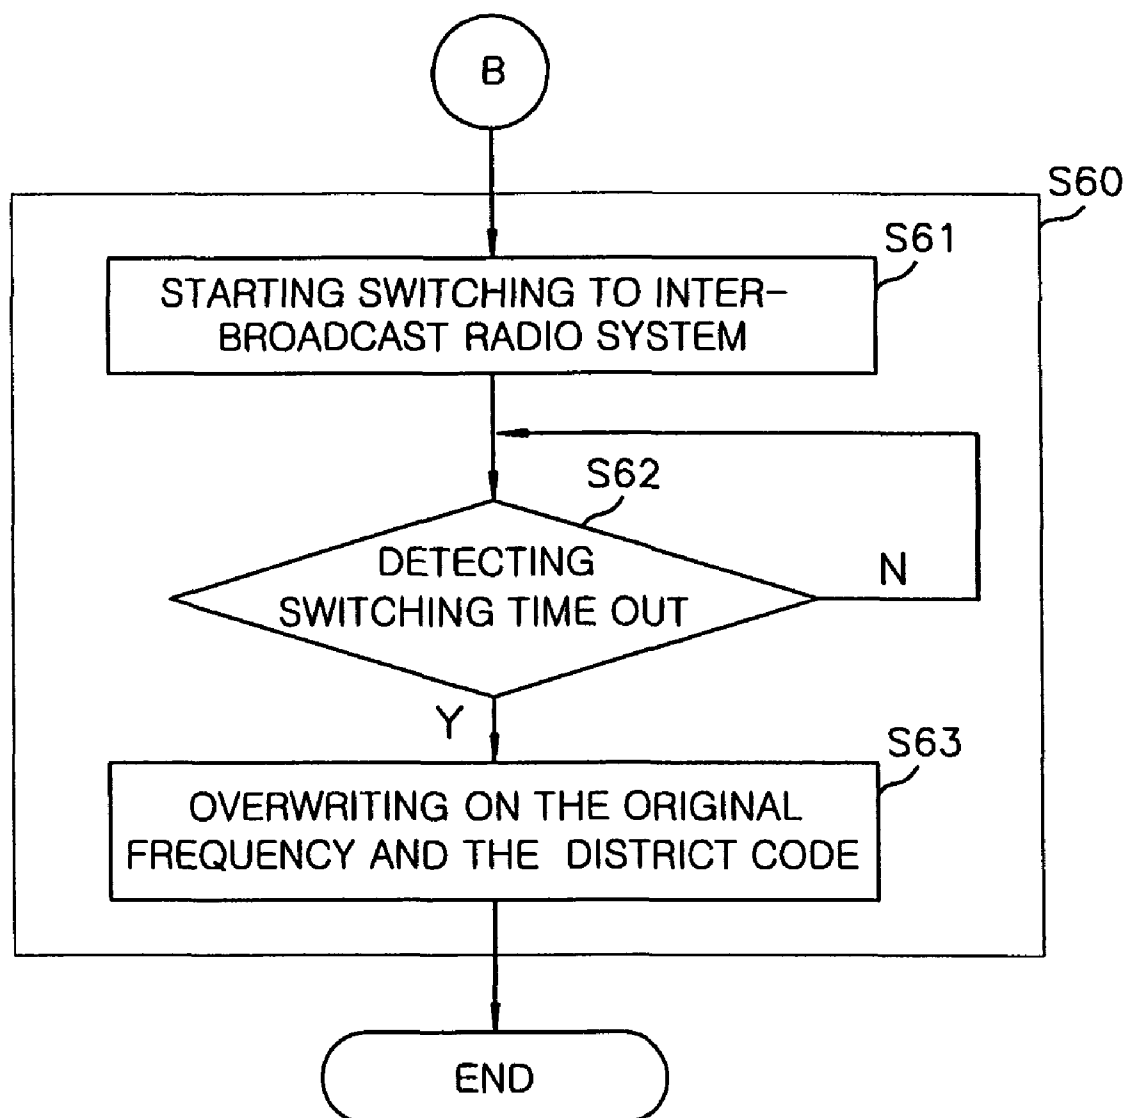 B
S60
S61
STARTING SWITCHING TO INTER-
BROADCAST RADIO SYSTEM
S62
DETECTING
SWITCHING TIME OUT
N
Y
S63
OVERWRITING ON THE ORIGINAL
FREQUENCY AND THE DISTRICT CODE
END